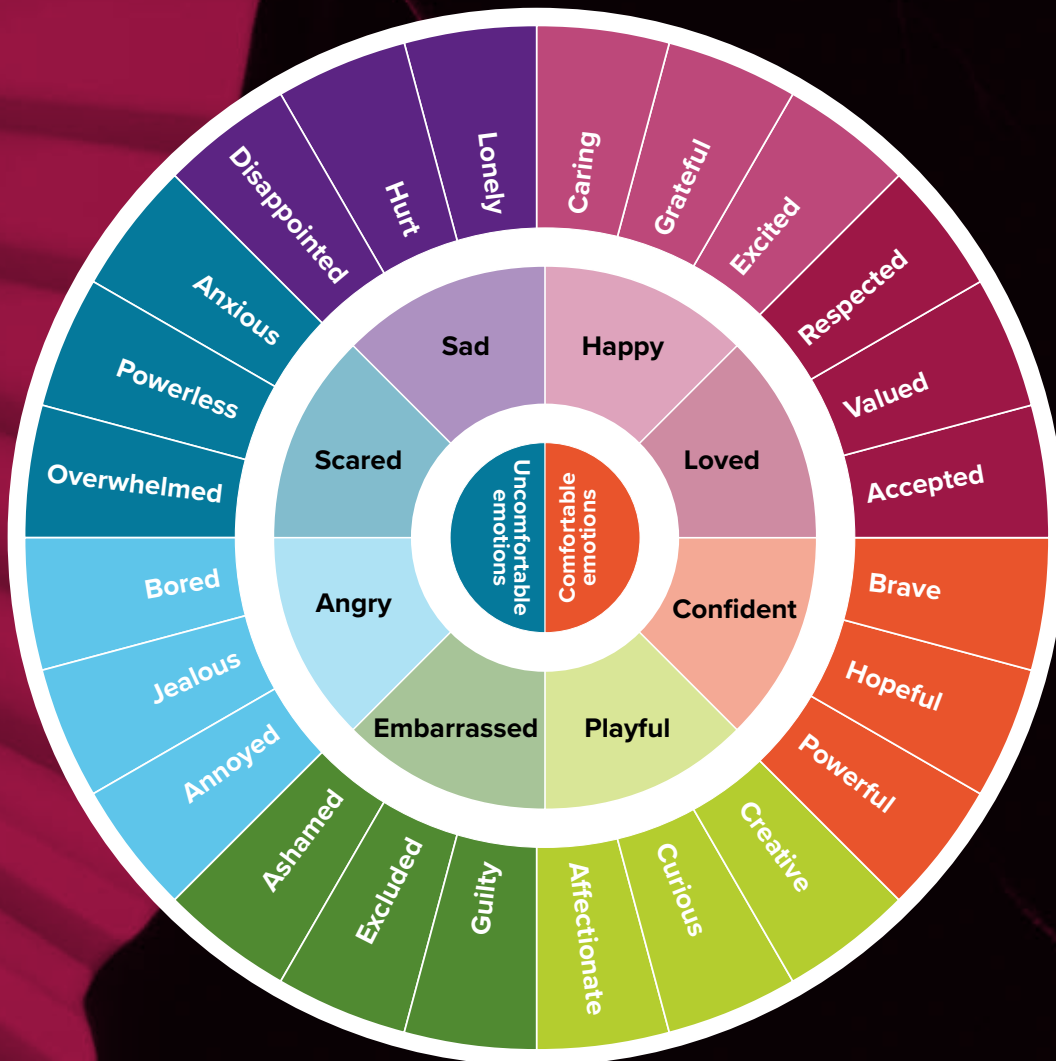 Uncomfortable
emotions
Comfortable
emotions
Happy
Loved
Confident
Playful
Embarrassed
Angry
Scared
Sad
Caring
Grateful
Excited
Respected
Valued
Accepted
Brave
Hopeful
Powerful
Creative
Curious
Affectionate
Guilty
Excluded
Ashamed
Annoyed
Jealous
Bored
Overwhelmed
Powerless
Anxious
Disappointed
Hurt
Lonely